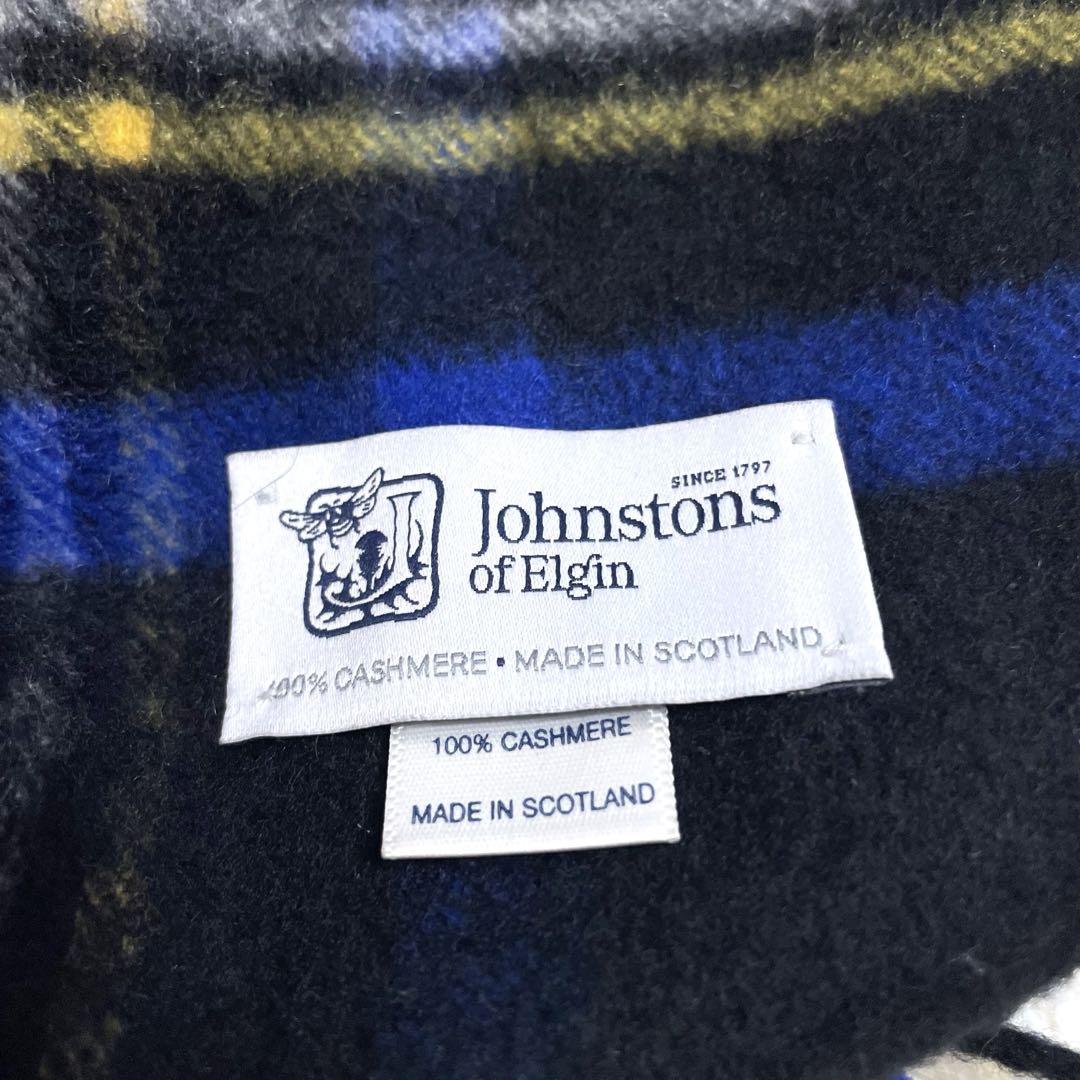 SINCE 1797
Johnstons
of Elgin
100% CASHMERE • MADE IN SCOTLAND
100% CASHMERE
MADE IN SCOTLAND